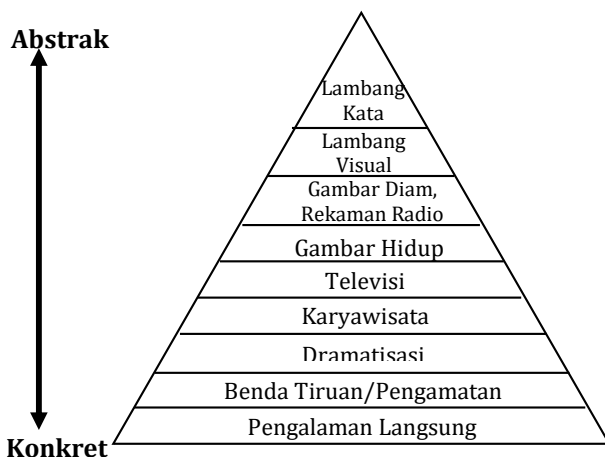 Abstrak
Lambang
Kata
Lambang
Visual
Gambar Diam,
Rekaman Radio
Gambar Hidup
Televisi
Karyawisata
Dramatisasi
Benda Tiruan/Pengamatan
Pengalaman Langsung
Konkret